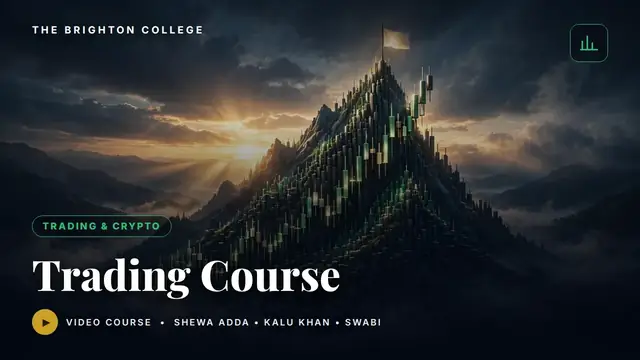 THE BRIGHTON COLLEGE
TRADING & CRYPTO
Trading Course
VIDEO COURSE • SHEWA ADDA • KALU KHAN • SWABI